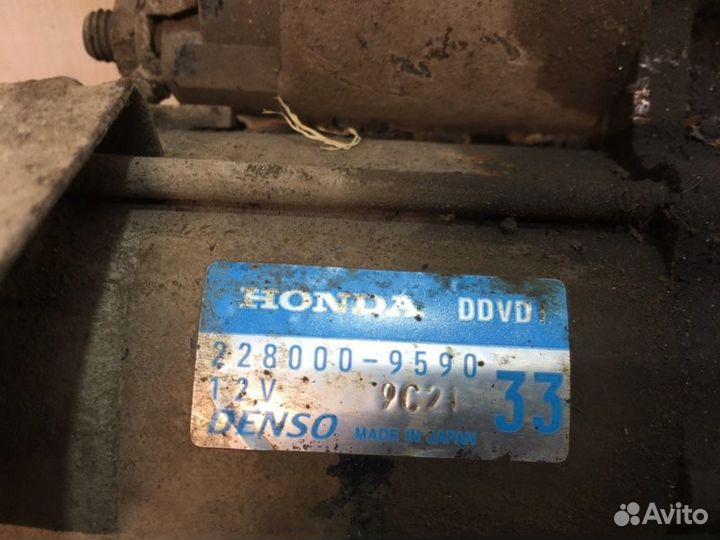 HONDA DDVD
228000-9590
12V 9C21 33
DENSO MADE IN JAPAN
Avito